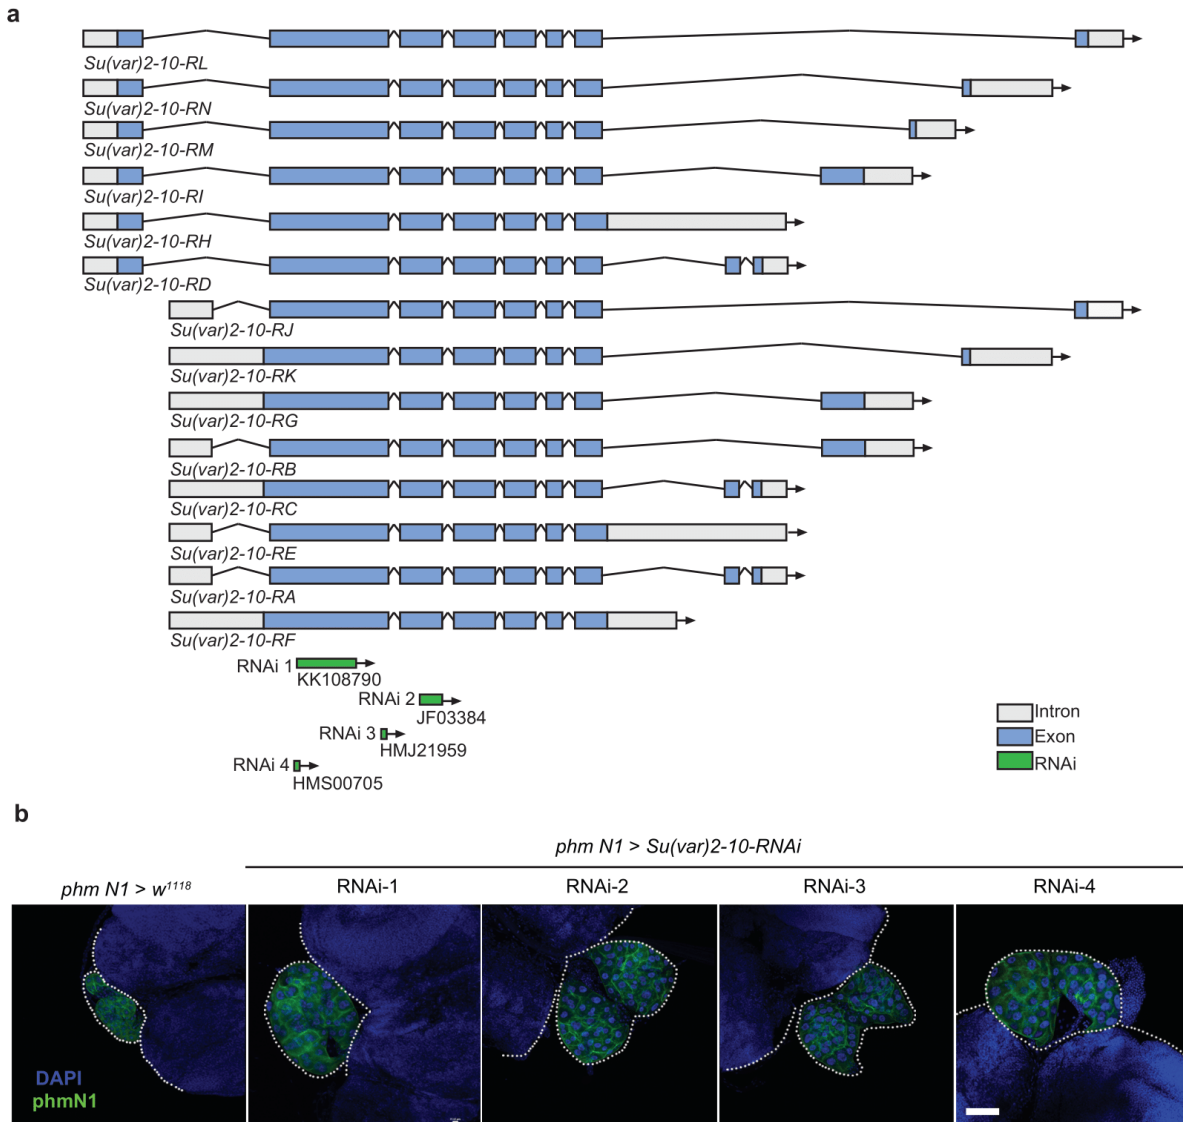 a
Su(var)2-10-RL
Su(var)2-10-RN
Su(var)2-10-RM
Su(var)2-10-RI
Su(var)2-10-RH
Su(var)2-10-RD
Su(var)2-10-RJ
Su(var)2-10-RK
Su(var)2-10-RG
Su(var)2-10-RB
Su(var)2-10-RC
Su(var)2-10-RE
Su(var)2-10-RA
Su(var)2-10-RF
RNAi 1
KK108790
RNAi 2
JF03384
RNAi 3
HMJ21959
RNAi 4
HMS00705
Intron
Exon
RNAi
b
phm N1 > Su(var)2-10-RNAi
phm N1 > w1118
RNAi-1
RNAi-2
RNAi-3
RNAi-4
DAPI
phmN1